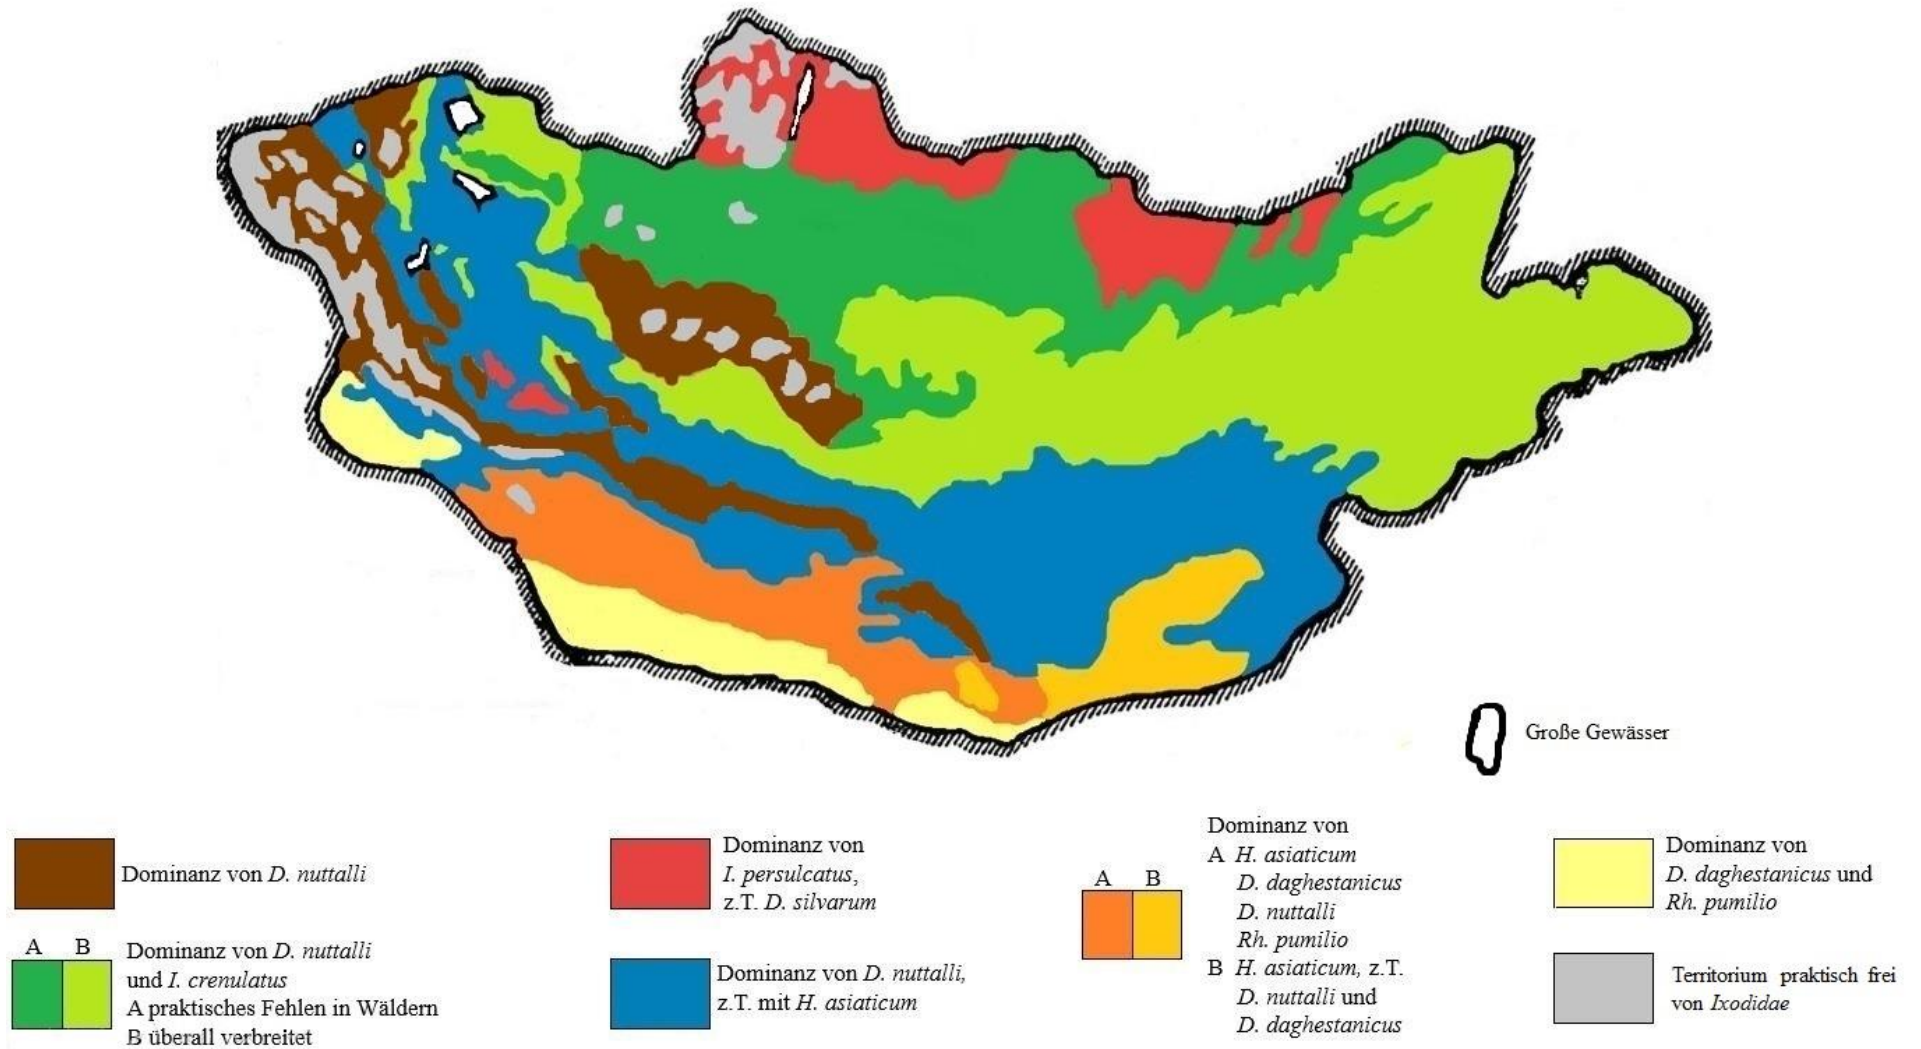 Große Gewässer
Dominanz von D. nuttalli
A B
Dominanz von D. nuttalli
und I. crenulatus
A praktisches Fehlen in Wäldern
B überall verbreitet
Dominanz von
I. persulcatus,
z.T. D. silvarum
Dominanz von D. nuttalli,
z.T. mit H. asiaticum
A B
Dominanz von
A H. asiaticum
D. daghestanicus
D. nuttalli
Rh. pumilio
B H. asiaticum, z.T.
D. nuttalli und
D. daghestanicus
Dominanz von
D. daghestanicus und
Rh. pumilio
Territorium praktisch frei
von Ixodidae